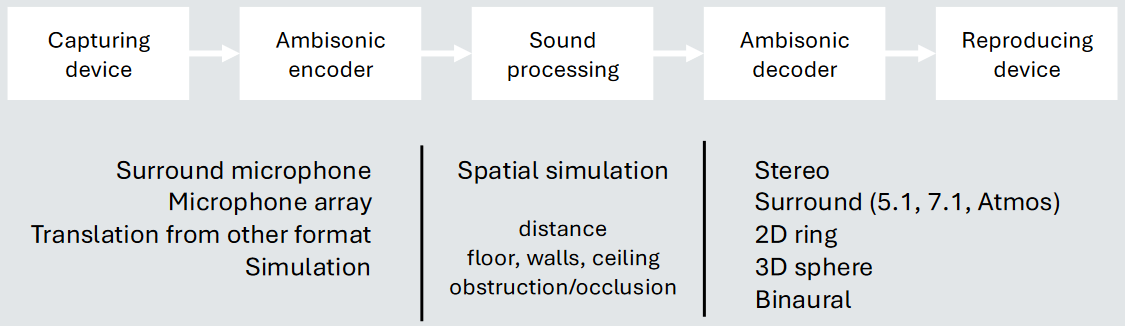 Capturing
device
Ambisonic
encoder
Sound
processing
Ambisonic
decoder
Reproducing
device
Surround microphone
Microphone array
Translation from other format
Simulation
Spatial simulation
distance
floor, walls, ceiling
obstruction/occlusion
Stereo
Surround (5.1, 7.1, Atmos)
2D ring
3D sphere
Binaural